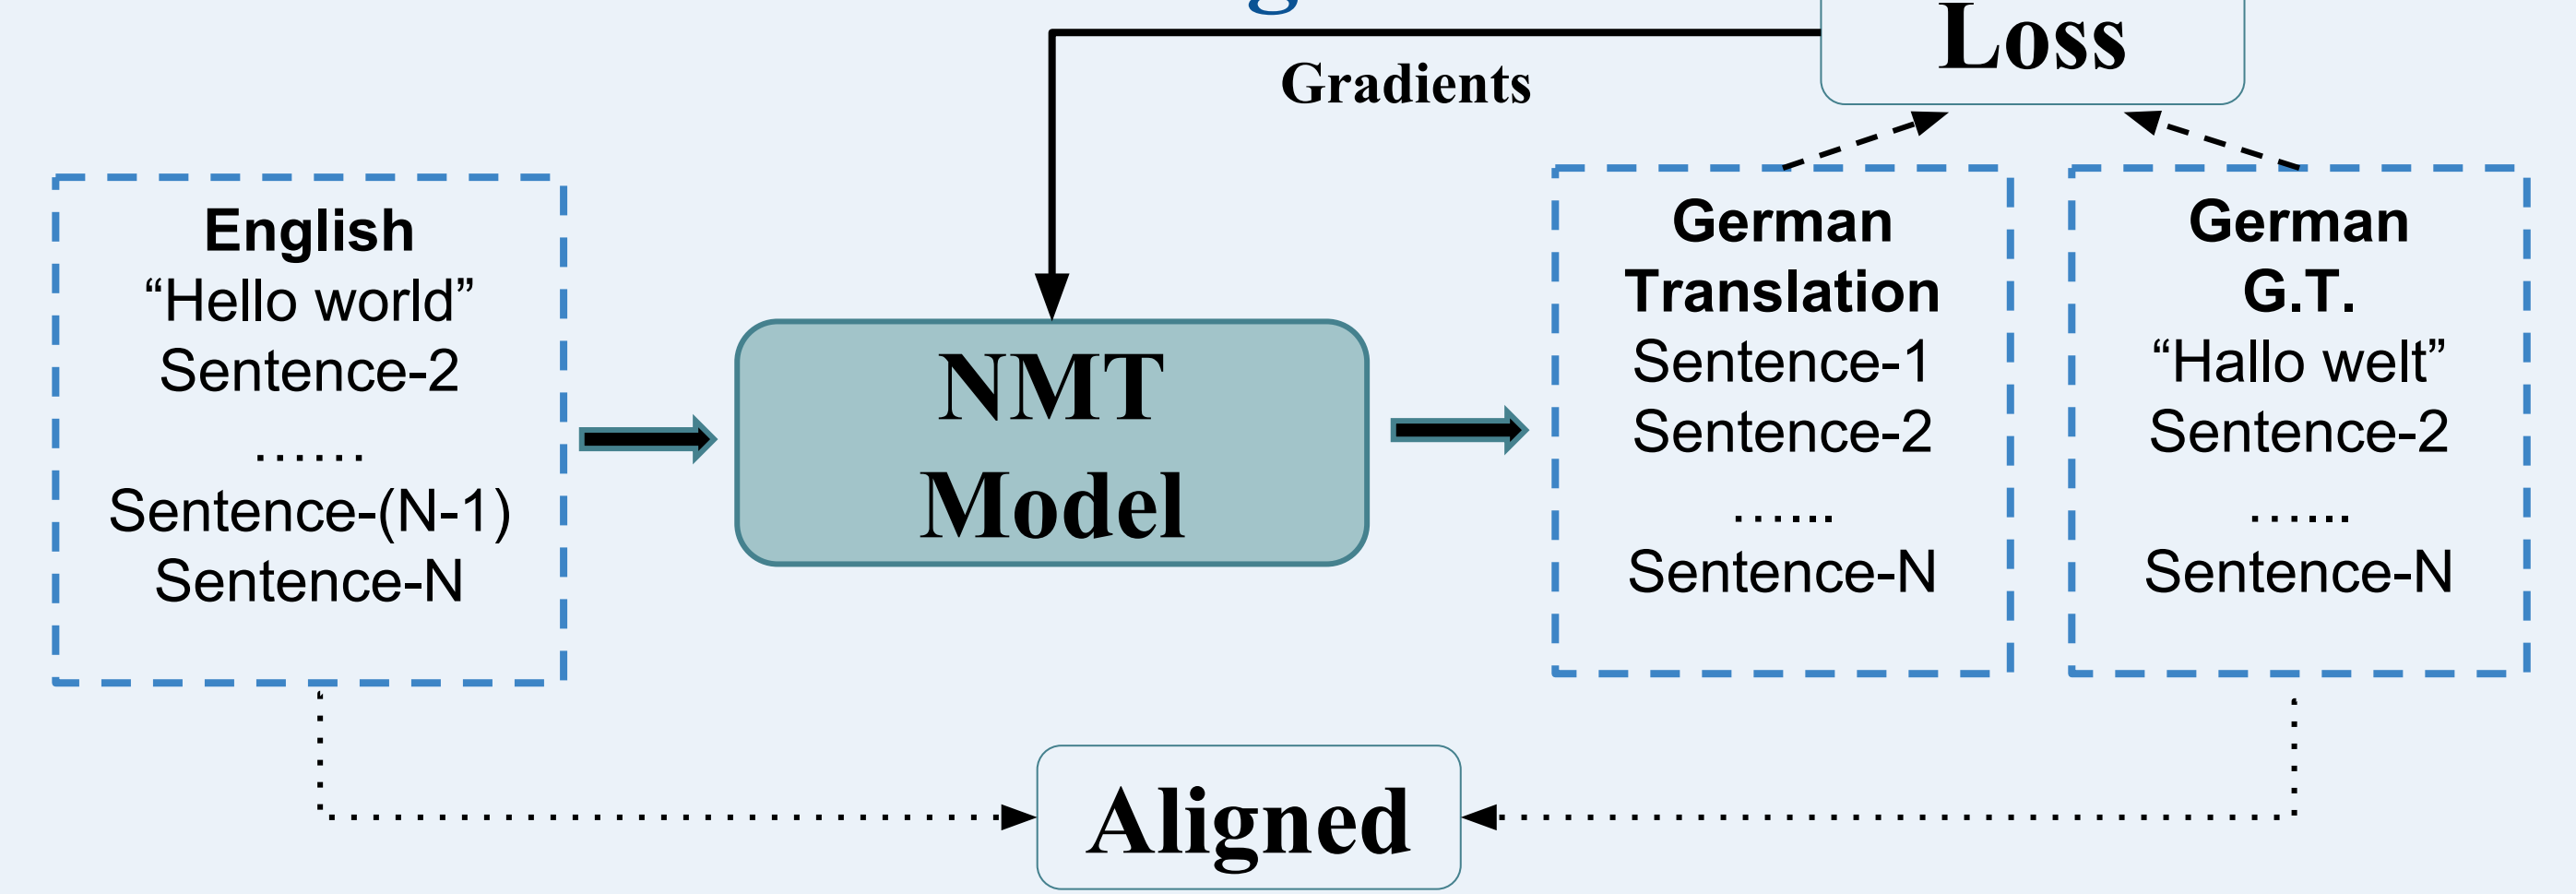 Loss
Gradients
English
“Hello world”
Sentence-2
……
Sentence-(N-1)
Sentence-N
NMT
Model
German
Translation
Sentence-1
Sentence-2
…...
Sentence-N
German
G.T.
“Hallo welt”
Sentence-2
…...
Sentence-N
Aligned